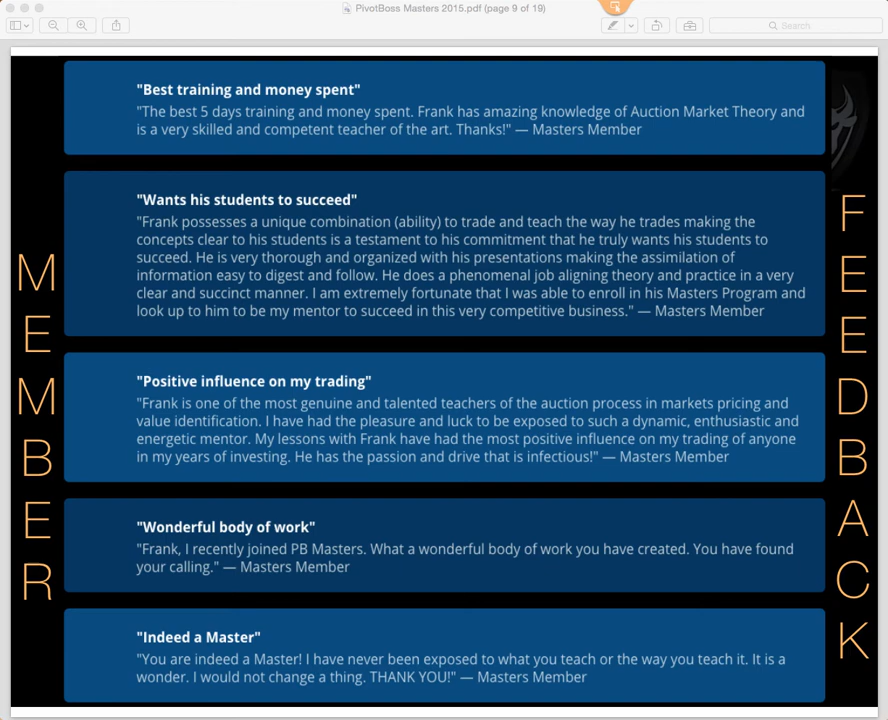 PivotBoss Masters 2015.pdf (page 9 of 19)
Search
MEMBER
FEEDBACK
"Best training and money spent"
"The best 5 days training and money spent. Frank has amazing knowledge of Auction Market Theory and
is a very skilled and competent teacher of the art. Thanks!" — Masters Member
"Wants his students to succeed"
"Frank possesses a unique combination (ability) to trade and teach the way he trades making the
concepts clear to his students is a testament to his commitment that he truly wants his students to
succeed. He is very thorough and organized with his presentations making the assimilation of
information easy to digest and follow. He does a phenomenal job aligning theory and practice in a very
clear and succinct manner. I am extremely fortunate that I was able to enroll in his Masters Program and
look up to him to be my mentor to succeed in this very competitive business." — Masters Member
"Positive influence on my trading"
"Frank is one of the most genuine and talented teachers of the auction process in markets pricing and
value identification. I have had the pleasure and luck to be exposed to such a dynamic, enthusiastic and
energetic mentor. My lessons with Frank have had the most positive influence on my trading of anyone
in my years of investing. He has the passion and drive that is infectious!" — Masters Member
"Wonderful body of work"
"Frank, I recently joined PB Masters. What a wonderful body of work you have created. You have found
your calling." — Masters Member
"Indeed a Master"
"You are indeed a Master! I have never been exposed to what you teach or the way you teach it. It is a
wonder. I would not change a thing. THANK YOU!" — Masters Member